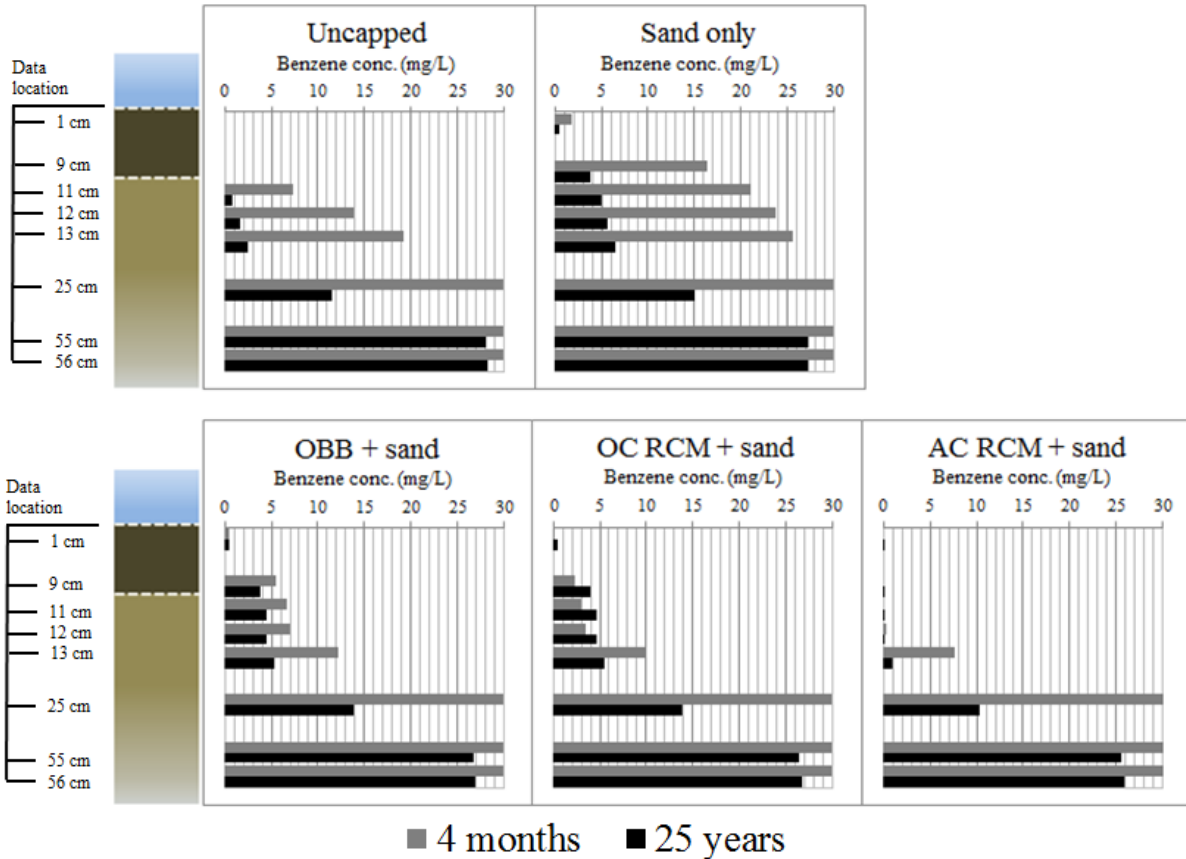 Uncapped
Benzene conc. (mg/L)
0 5 10 15 20 25 30
Sand only
Benzene conc. (mg/L)
0 5 10 15 20 25 30
Data
location
1 cm
9 cm
11 cm
12 cm
13 cm
25 cm
55 cm
56 cm
OBB + sand
Benzene conc. (mg/L)
0 5 10 15 20 25 30
OC RCM + sand
Benzene conc. (mg/L)
0 5 10 15 20 25 30
AC RCM + sand
Benzene conc. (mg/L)
0 5 10 15 20 25 30
Data
location
1 cm
9 cm
11 cm
12 cm
13 cm
25 cm
55 cm
56 cm
4 months 25 years